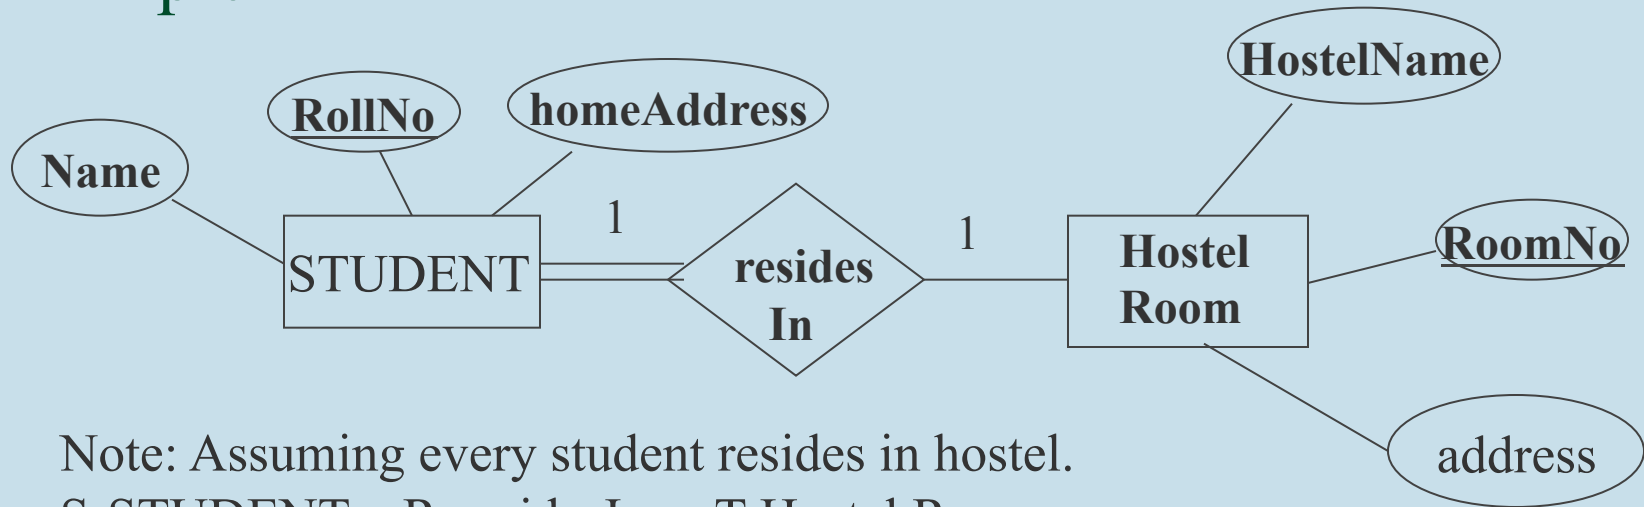 HostelName
RollNo
homeAddress
Name
1
1
STUDENT
resides
In
Hostel
Room
RoomNo
address
Note: Assuming every student resides in hostel.